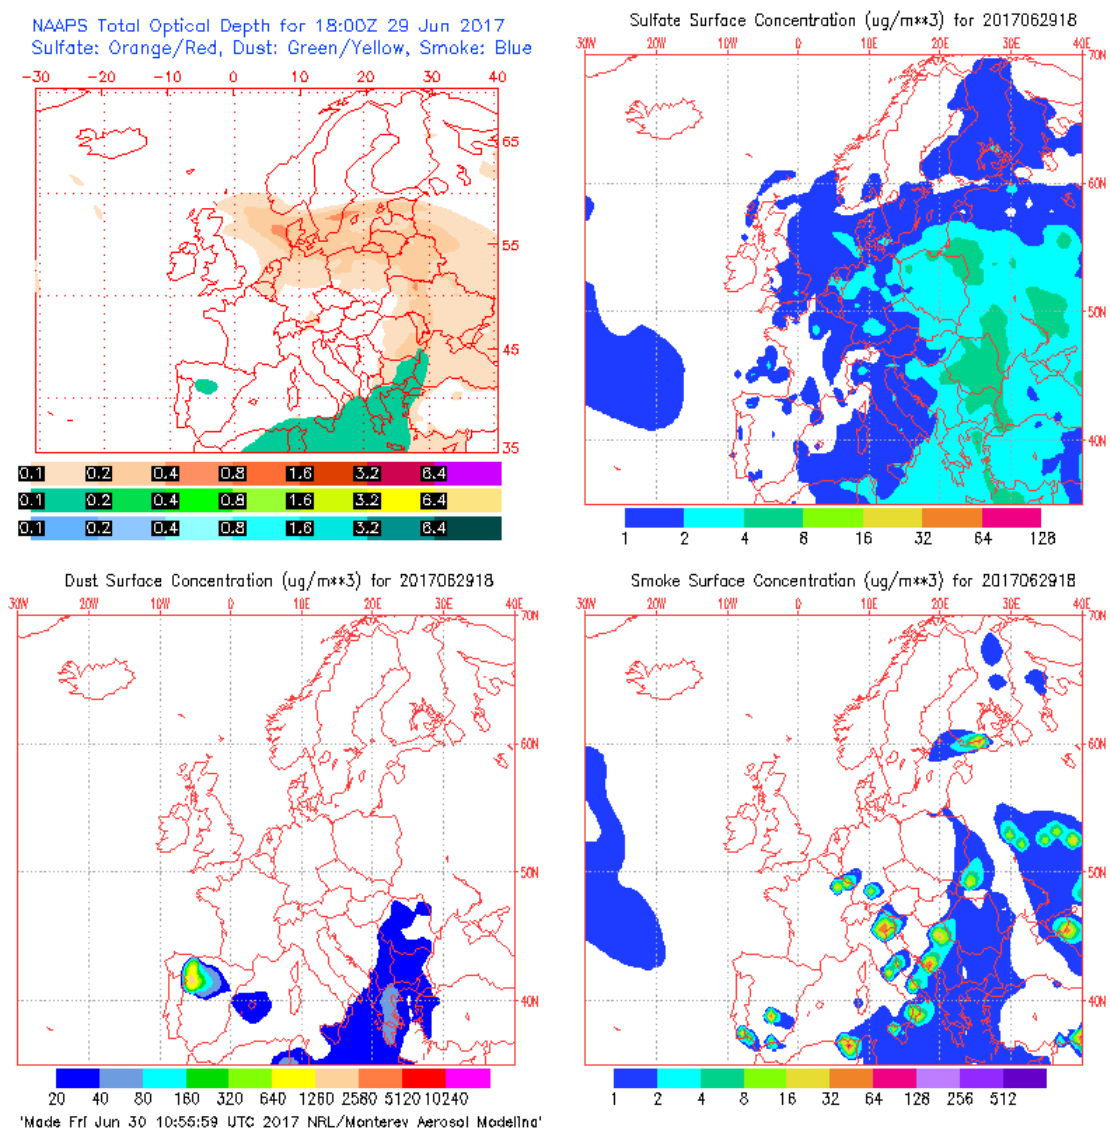 NAAPS Total Optical Depth for 18:00Z 29 Jun 2017
Sulfate: Orange/Red, Dust: Green/Yellow, Smoke: Blue
-30 -20 -10 0 10 20 30 40
65
55
45
35
0.1 0.2 0.4 0.8 1.6 3.2 6.4
0.1 0.2 0.4 0.8 1.6 3.2 6.4
0.1 0.2 0.4 0.8 1.6 3.2 6.4
Sulfate Surface Concentration (ug/m**3) for 2017062918
30W 20W 10W 0 10E 20E 30E 40E
70N
60N
50N
40N
1 2 4 8 16 32 64 128
Dust Surface Concentration (ug/m**3) for 2017062918
30W 20W 10W 0 10E 20E 30E 40E
70N
60N
50N
40N
20 40 80 160 320 640 1260 2580 5120 10240
'Made Fri Jun 30 10:55:59 UTC 2017 NRL/Monterey Aerosol Modeling'
Smoke Surface Concentration (ug/m**3) for 2017062918
30W 20W 10W 0 10E 20E 30E 40E
70N
60N
50N
40N
1 2 4 8 16 32 64 128 256 512